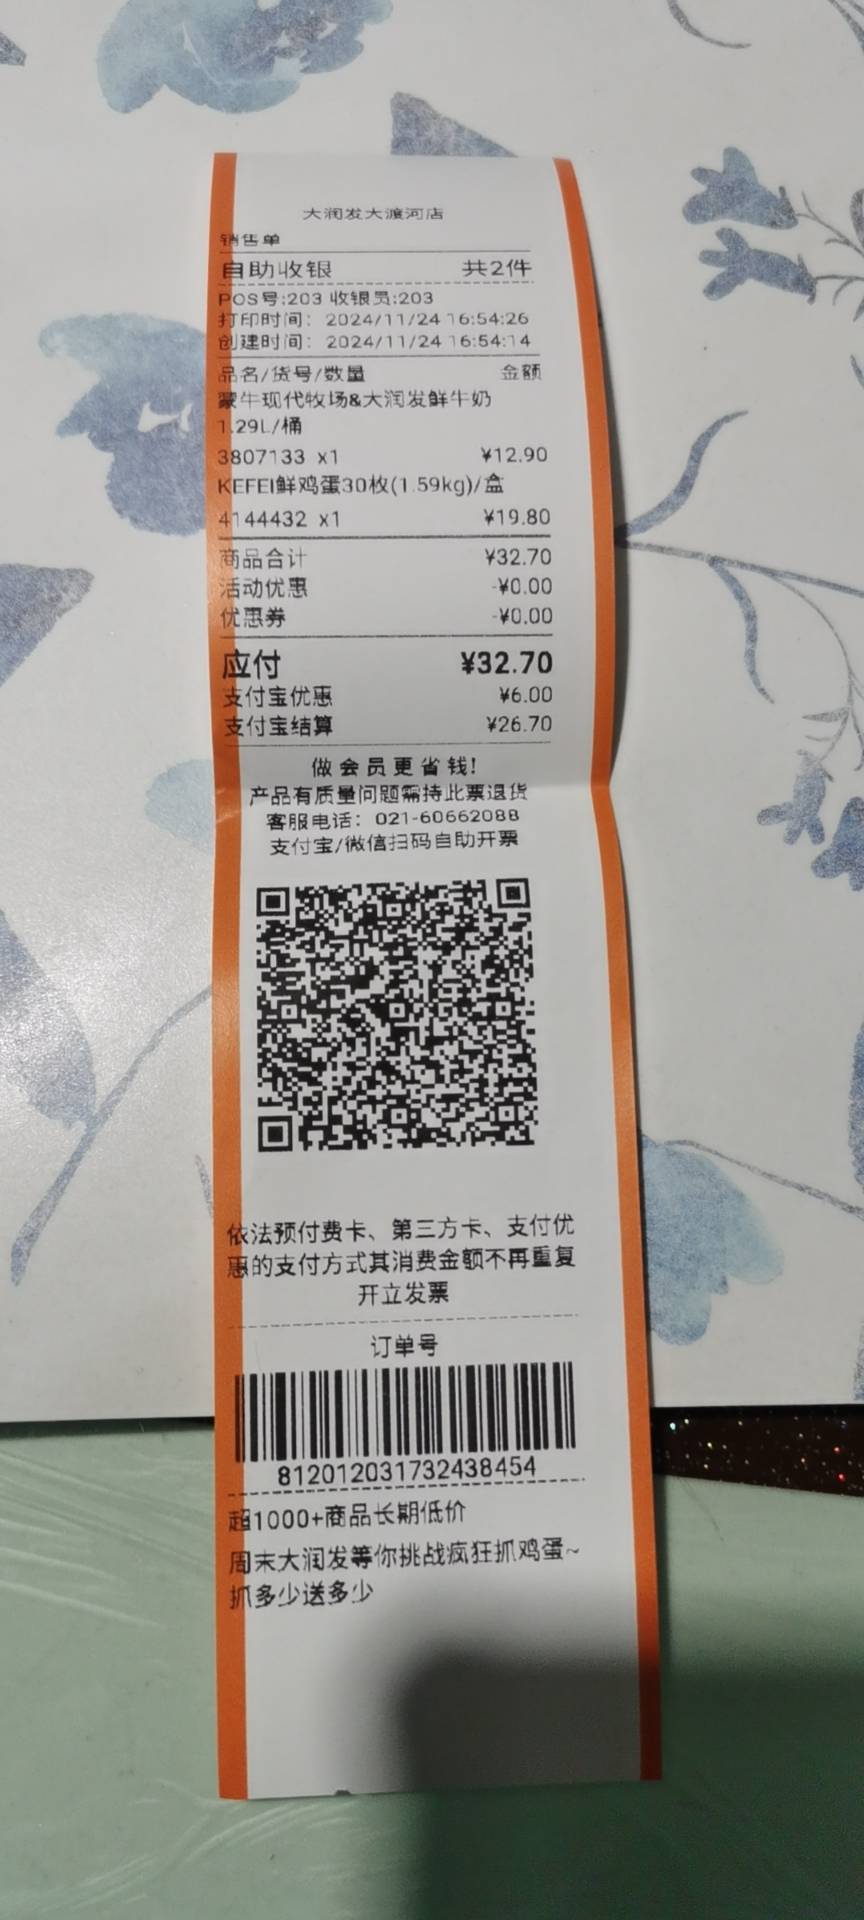 大润发大渡河店
销售单
自助收银 共2件
POS号:203 收银员:203
打印时间: 2024/11/24 16:54:26
创建时间: 2024/11/24 16:54:14
品名/货号/数量 金额
蒙牛现代牧场&大润发鲜牛奶
1.29L/桶
3807133 x1 ¥12.90
KEFEI鲜鸡蛋30枚(1.59kg)/盒
4144432 x1 ¥19.80
商品合计 ¥32.70
活动优惠 -¥0.00
优惠券 -¥0.00
应付 ¥32.70
支付宝优惠 ¥6.00
支付宝结算 ¥26.70
做会员更省钱!
产品有质量问题需持此票退货
客服电话: 021-60662088
支付宝/微信扫码自助开票
依法预付费卡、第三方卡、支付优
惠的支付方式其消费金额不再重复
开立发票
订单号
812012031732438454
超1000+商品长期低价
周末大润发等你挑战疯狂抓鸡蛋~
抓多少送多少